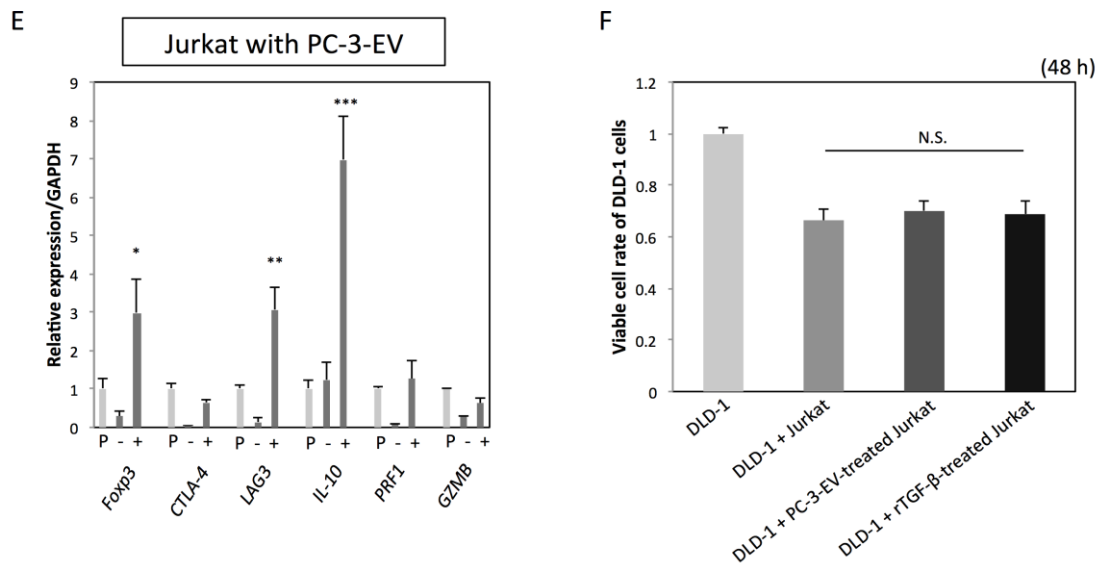 E
Jurkat with PC-3-EV
Relative expression/GAPDH
9
8
7
6
5
4
3
2
1
0
*
**
***
P - + P - + P - + P - + P - + P - +
Foxp3
CTLA-4
LAG3
IL-10
PRF1
GZMB
F
(48 h)
Viable cell rate of DLD-1 cells
1.2
1
0.8
0.6
0.4
0.2
0
N.S.
DLD-1
DLD-1 + Jurkat
DLD-1 + PC-3-EV-treated Jurkat
DLD-1 + rTGF-β-treated Jurkat